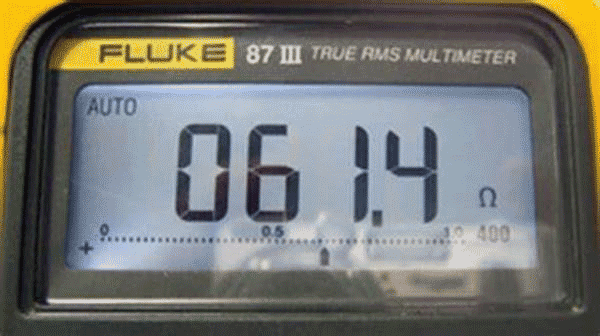 FLUKE 87 III TRUE RMS MULTIMETER
AUTO
061.4 Ω
0 0.5 1.0 400
+